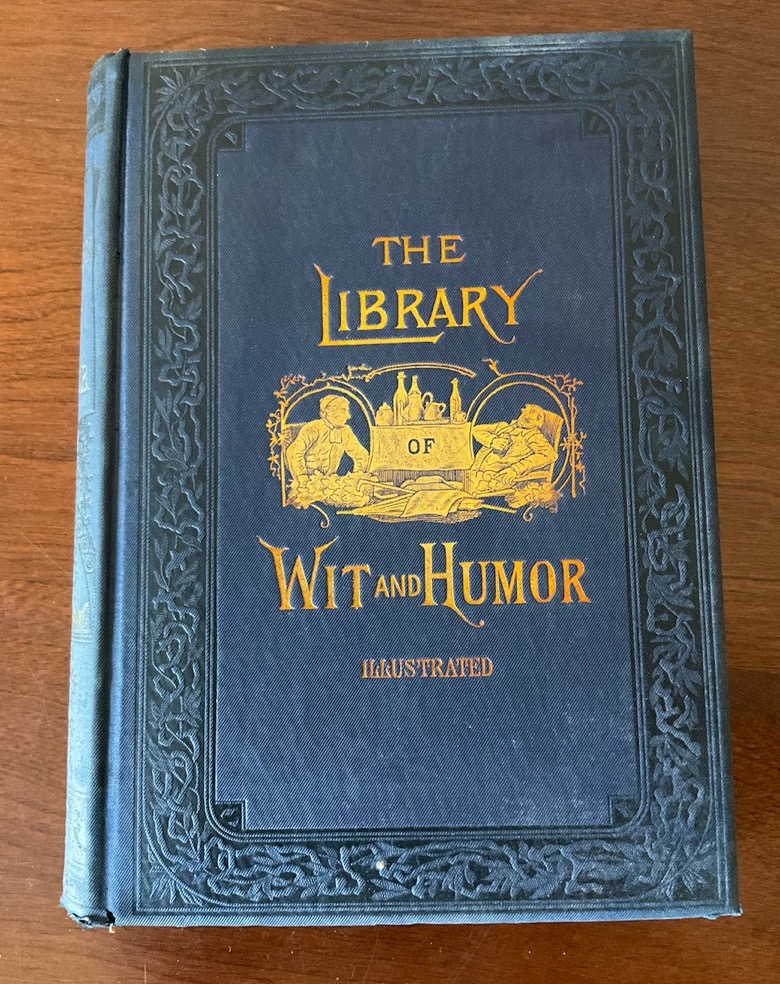 THE
LIBRARY
OF
WIT AND HUMOR
ILLUSTRATED